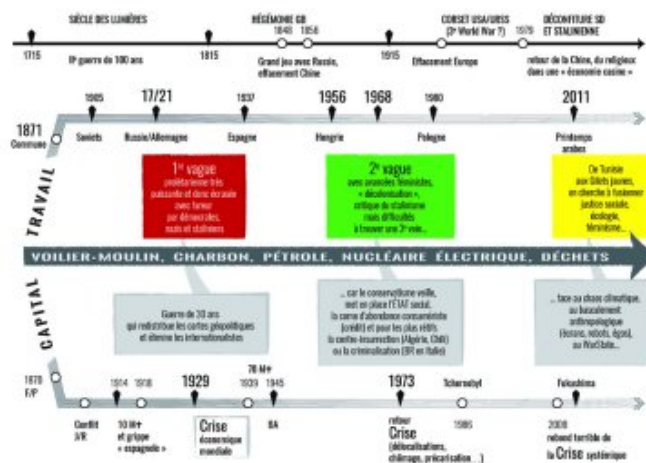 SIÈCLE DES LUMIÈRES
HÉGÉMONIE GB
CORSET USA/URSS
(3e World War ?)
DÉCONFITURE SD
ET STALINIENNE
1715
1815
1848
1856
1915
1979
IIe guerre de 100 ans
Grand jeu avec Russie,
effacement Chine
Effacement Europe
retour de la Chine, du religieux
dans une « économie casino »
1871
Commune
1905
17/21
1937
1956
1968
1980
2011
Soviets
Russie/Allemagne
Espagne
Hongrie
Pologne
Printemps
arabes
TRAVAIL
1re vague
prolétarienne très
puissante et donc écrasée
avec fureur
par démocrates,
nazis et staliniens
2e vague
avec avancées féministes,
« décolonisation »,
critique du stalinisme
mais difficultés
à trouver une 3e voie...
De Tunisie
aux Gilets jaunes,
on cherche à fusionner
justice sociale,
écologie,
féminisme...
VOILIER-MOULIN, CHARBON, PÉTROLE, NUCLÉAIRE ÉLECTRIQUE, DÉCHETS
CAPITAL
Guerre de 30 ans
qui redistribue les cartes géopolitiques
et élimine les internationalistes
... car le conservatisme veille,
met en place l'ÉTAT social,
la corne d'abondance consumériste
(crédit) et pour les plus rétifs
la contre-insurrection (Algérie, Chili)
ou la criminalisation (BR en Italie)
... face au chaos climatique,
au basculement
anthropologique
(écrans, robots, égos),
au WarState...
1870
F/P
1914
1918
1929
1939
70 M+
1945
1973
Tchernobyl
Fukushima
Conflit
J/R
10 M+
et grippe
« espagnole »
Crise
économique
mondiale
BA
retour
Crise
(délocalisations,
chômage, précarisation ...)
1986
2008
rebond terrible de
la Crise systémique